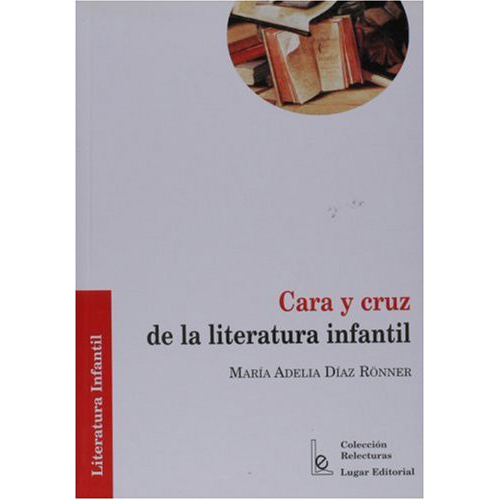 Cara y cruz
de la literatura infantil
MARÍA ADELIA DÍAZ RÖNNER
Literatura Infantil
Colección
Relecturas
Lugar Editorial